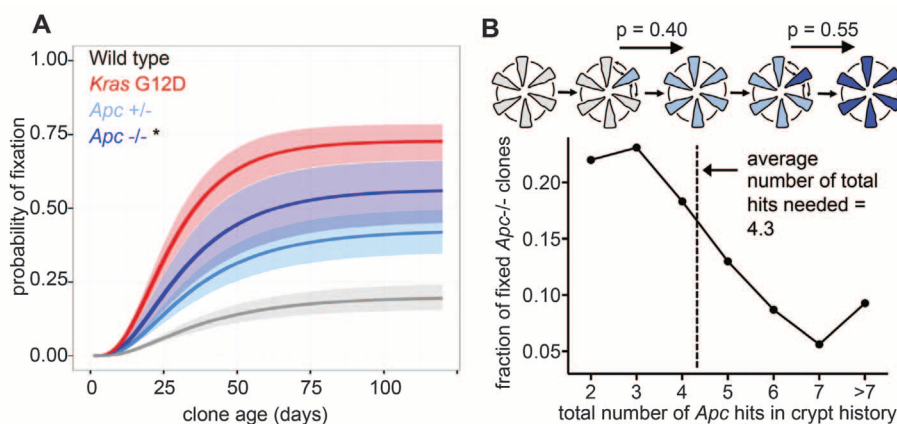 A
Wild type
Kras G12D
Apc +/-
Apc -/- *
probability of fixation
1.00
0.75
0.50
0.25
0.00
0
25
50
75
100
clone age (days)
B
p = 0.40
p = 0.55
fraction of fixed Apc-/- clones
0.20
0.15
0.10
0.05
average
number of total
hits needed =
4.3
2
3
4
5
6
7
>7
total number of Apc hits in crypt history